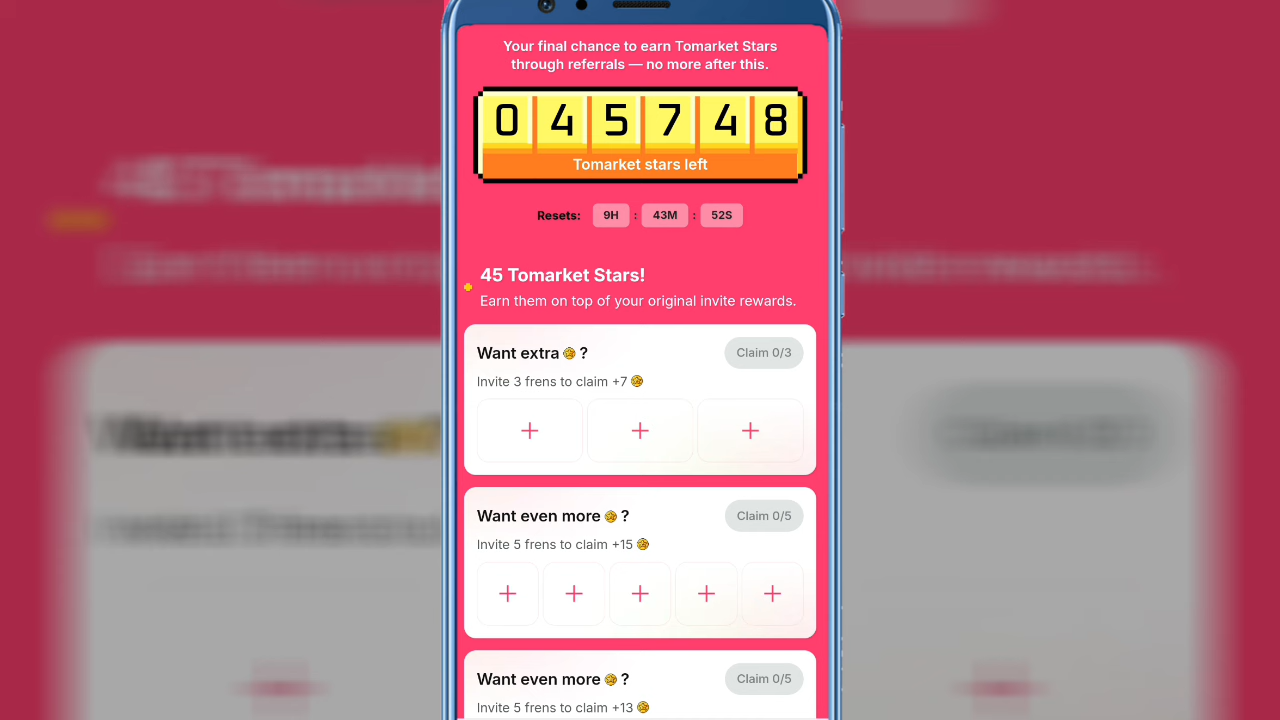 Your final chance to earn Tomarket Stars
through referrals — no more after this.
0 4 5 7 4 8
Tomarket stars left
Resets: 9H : 43M : 52S
45 Tomarket Stars!
Earn them on top of your original invite rewards.
Want extra ?
Claim 0/3
Invite 3 frens to claim +7
Want even more ?
Claim 0/5
Invite 5 frens to claim +15
Want even more ?
Claim 0/5
Invite 5 frens to claim +13